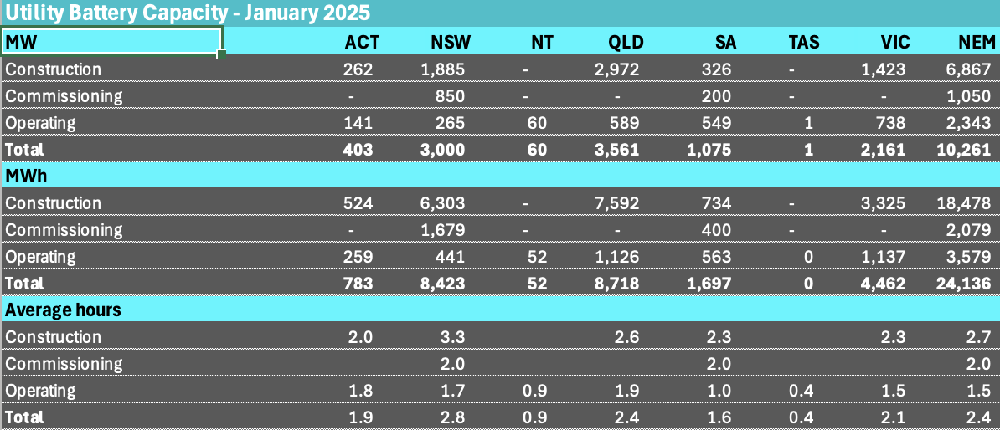 Utility Battery Capacity - January 2025
MW ACT NSW NT QLD SA TAS VIC NEM
Construction 262 1,885 - 2,972 326 - 1,423 6,867
Commissioning - 850 - - 200 - - 1,050
Operating 141 265 60 589 549 1 738 2,343
Total 403 3,000 60 3,561 1,075 1 2,161 10,261
MWh
Construction 524 6,303 - 7,592 734 - 3,325 18,478
Commissioning - 1,679 - - 400 - - 2,079
Operating 259 441 52 1,126 563 0 1,137 3,579
Total 783 8,423 52 8,718 1,697 0 4,462 24,136
Average hours
Construction 2.0 3.3 2.6 2.3 2.3 2.7
Commissioning 2.0 2.0 2.0
Operating 1.8 1.7 0.9 1.9 1.0 0.4 1.5 1.5
Total 1.9 2.8 0.9 2.4 1.6 0.4 2.1 2.4